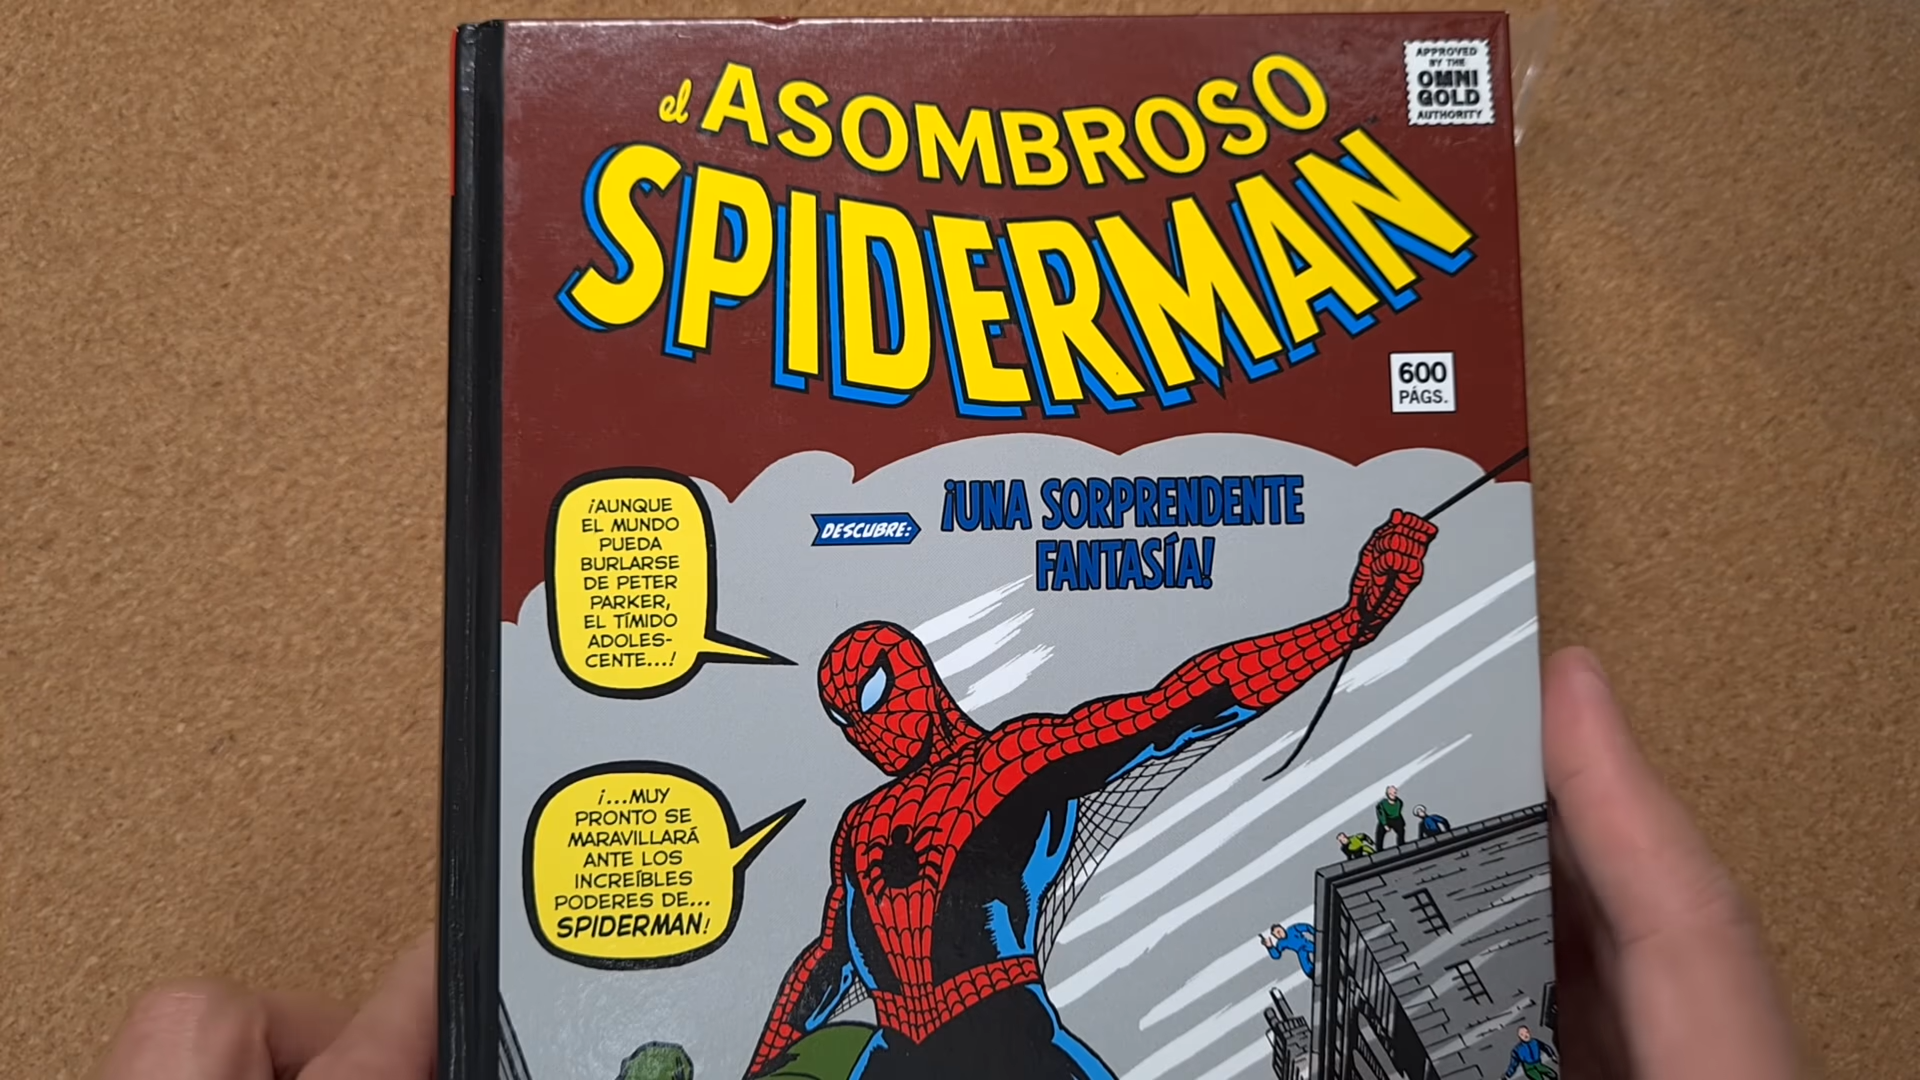 el ASOMBROSO
SPIDERMAN
APPROVED
BY THE
OMNI
GOLD
AUTHORITY
600
PÁGS.
DESCUBRE:
¡UNA SORPRENDENTE
FANTASÍA!
¡AUNQUE
EL MUNDO
PUEDA
BURLARSE
DE PETER
PARKER,
EL TÍMIDO
ADOLES-
CENTE...!
¡...MUY
PRONTO SE
MARAVILLARÁ
ANTE LOS
INCREÍBLES
PODERES DE...
SPIDERMAN!